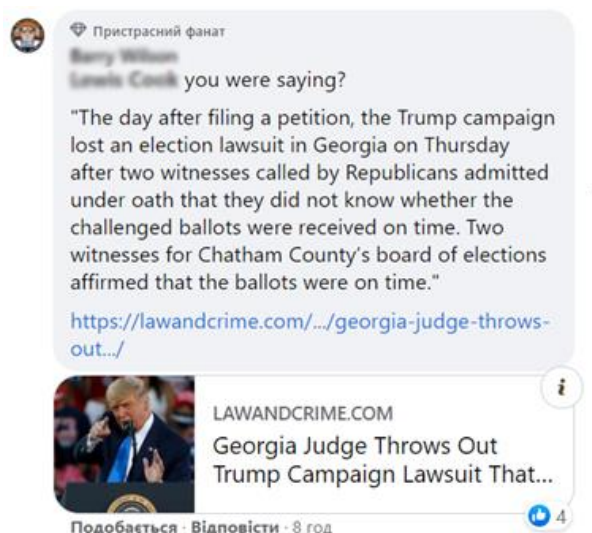 Пристрасний фанат
you were saying?
"The day after filing a petition, the Trump campaign
lost an election lawsuit in Georgia on Thursday
after two witnesses called by Republicans admitted
under oath that they did not know whether the
challenged ballots were received on time. Two
witnesses for Chatham County's board of elections
affirmed that the ballots were on time."
https://lawandcrime.com/.../georgia-judge-throws-
out.../
i
LAWANDCRIME.COM
Georgia Judge Throws Out
Trump Campaign Lawsuit That...
4
Подобається · Відповісти · 8 год